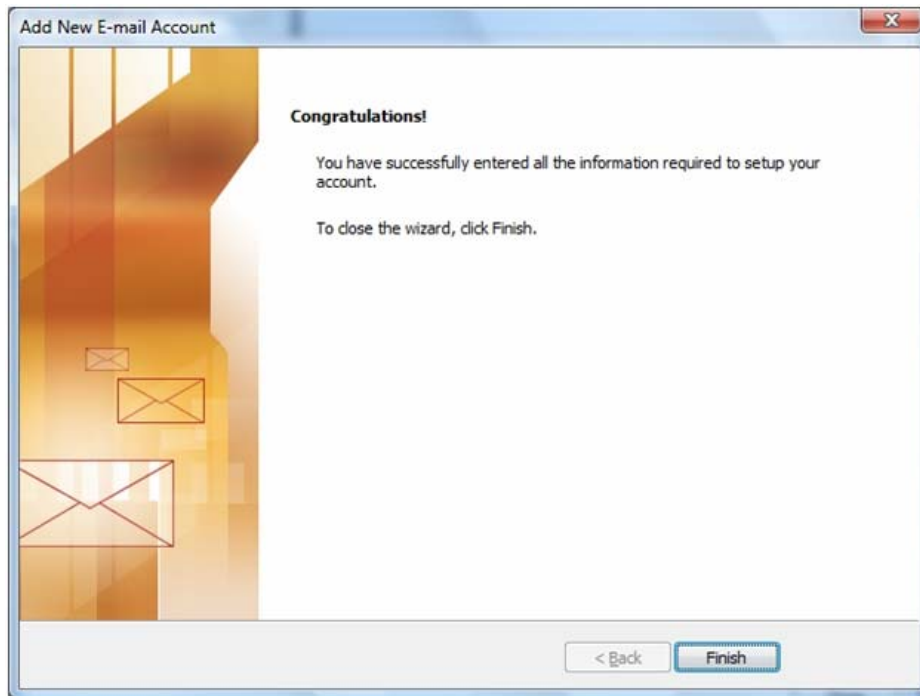 Add New E-mail Account
Congratulations!
You have successfully entered all the information required to setup your
account.
To close the wizard, click Finish.
< Back
Finish